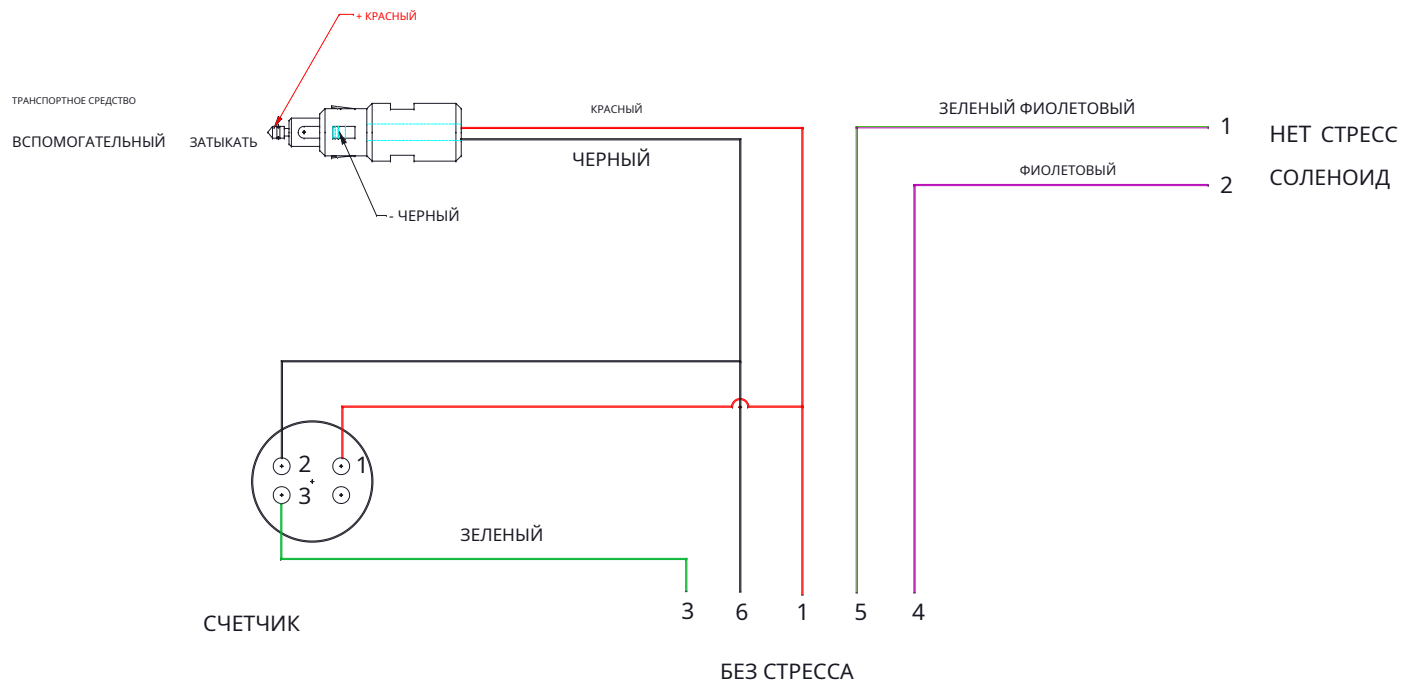 + КРАСНЫЙ
ТРАНСПОРТНОЕ СРЕДСТВО
ВСПОМОГАТЕЛЬНЫЙ ЗАТЫКАТЬ
КРАСНЫЙ
ЧЕРНЫЙ
- ЧЕРНЫЙ
ЗЕЛЕНЫЙ ФИОЛЕТОВЫЙ
1
НЕТ СТРЕСС
ФИОЛЕТОВЫЙ
2
СОЛЕНОИД
2 1
3
ЗЕЛЕНЫЙ
СЧЕТЧИК
3 6 1 5 4
БЕЗ СТРЕССА